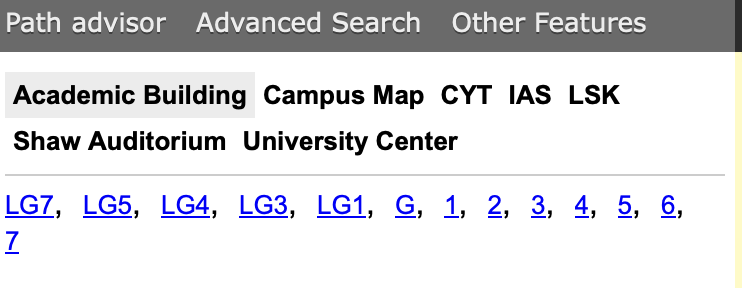 Path advisor Advanced Search Other Features
Academic Building Campus Map CYT IAS LSK
Shaw Auditorium University Center
LG7, LG5, LG4, LG3, LG1, G, 1, 2, 3, 4, 5, 6,
7